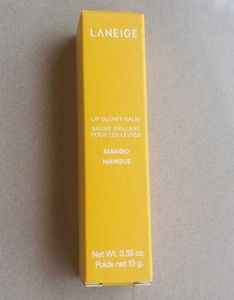 LANEIGE
LIP GLOWY BALM
BAUME BRILLANT
POUR LES LÈVRES
MANGO
MANGUE
Net Wt. 0.35 oz.
Poids net 10 g.